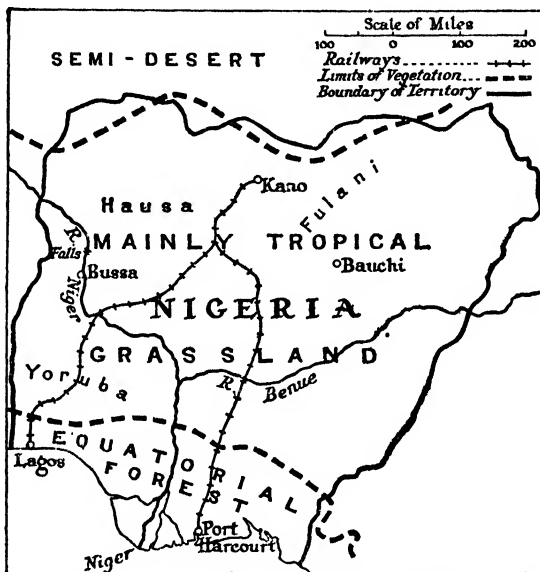 Scale of Miles
100 0 100 200
Railways
Limits of Vegetation
Boundary of Territory
SEMI-DESERT
Kano
Hausa
Fulani
R.
MAINLY TROPICAL
Falls
Bauchi
Bussa
Niger
NIGERIA
GRASSLAND
Yoruba
R.
Benue
EQUATORIAL
FOREST
Lagos
Port
Harcourt
Niger